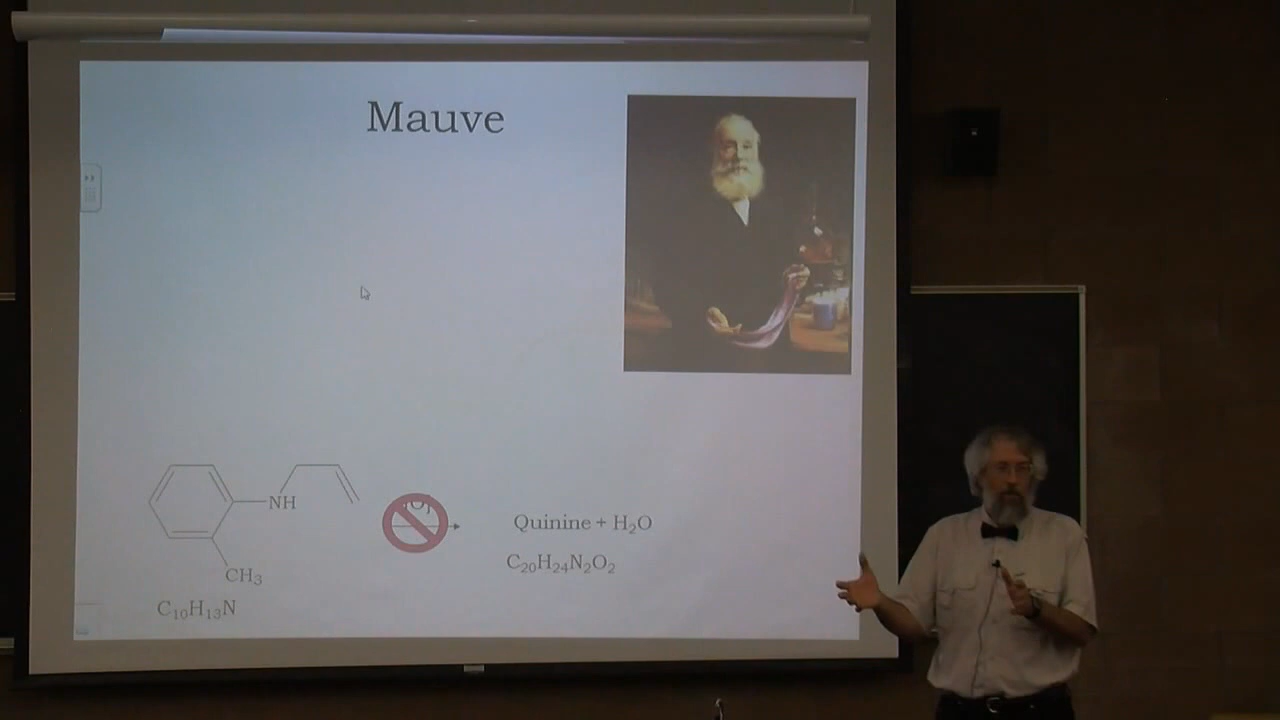 Mauve
NH
CH₃
C₁₀H₁₃N
Quinine + H₂O
C₂₀H₂₄N₂O₂